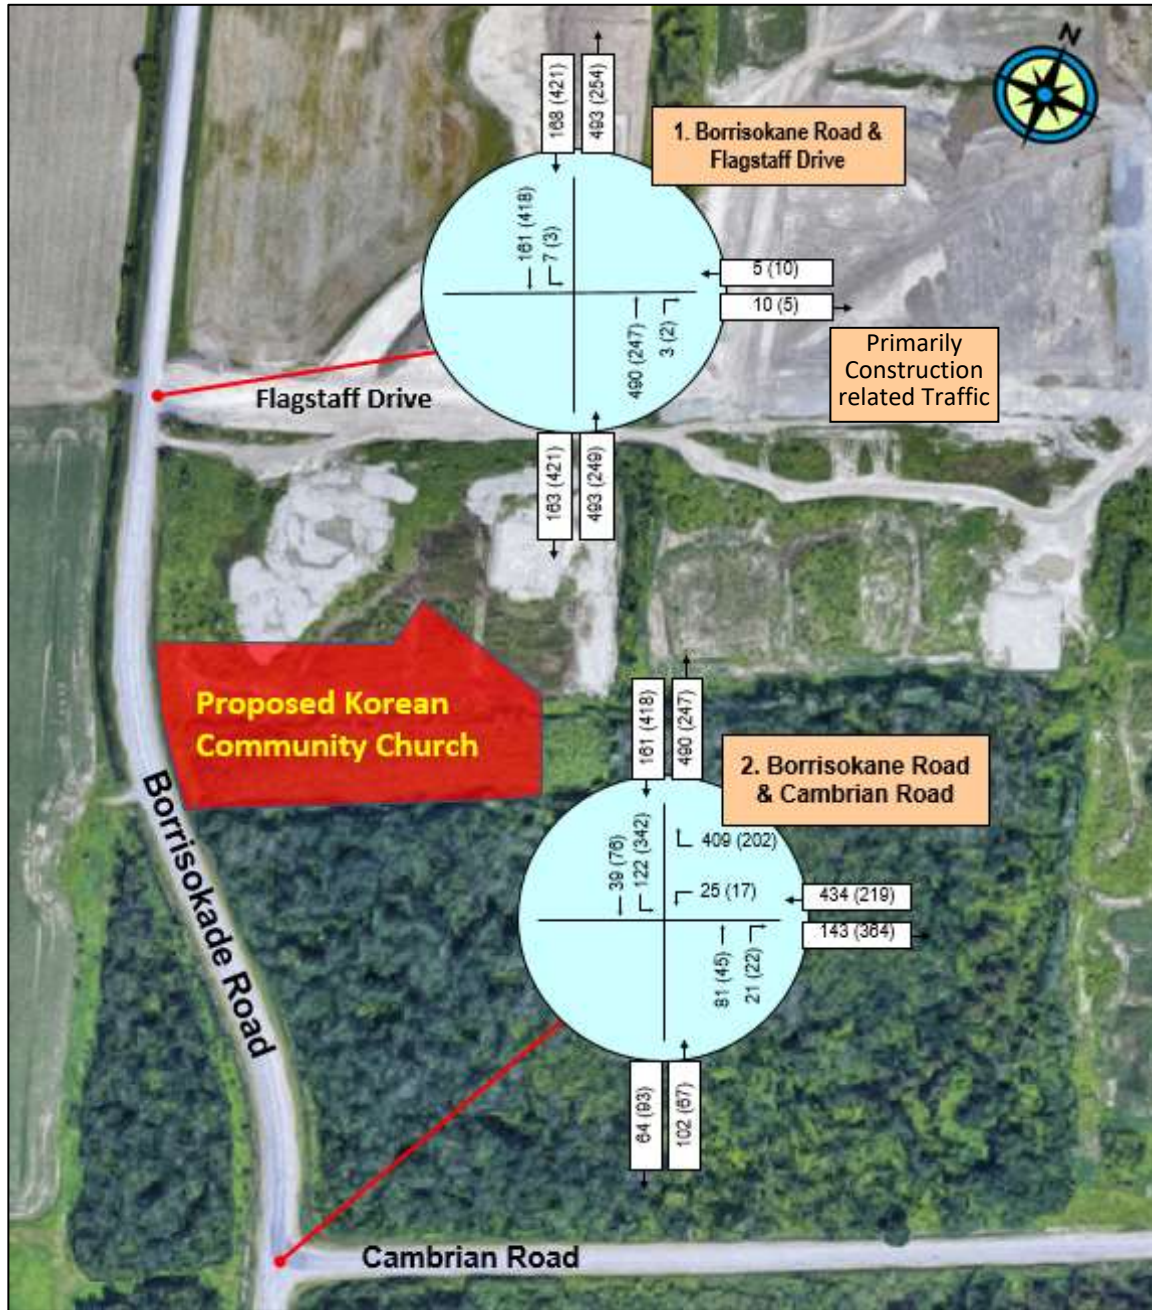 N
168 (421)
493 (254)
1. Borrisokane Road &
Flagstaff Drive
161 (418)
7 (3)
5 (10)
10 (5)
490 (247)
3 (2)
Primarily
Construction
related Traffic
Flagstaff Drive
163 (421)
493 (249)
Proposed Korean
Community Church
161 (418)
490 (247)
2. Borrisokane Road
& Cambrian Road
Borrisokade Road
39 (76)
122 (342)
409 (202)
25 (17)
434 (219)
143 (364)
81 (45)
21 (22)
64 (93)
102 (67)
Cambrian Road